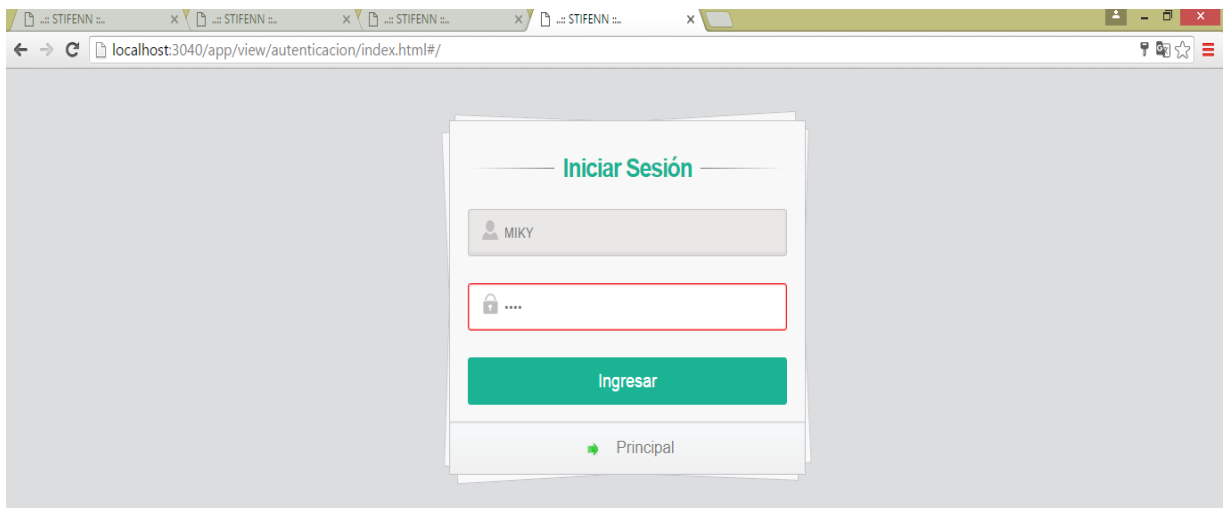 ..:: STIFENN ::.. ..:: STIFENN ::.. ..:: STIFENN ::.. ..:: STIFENN ::..
localhost:3040/app/view/autenticacion/index.html#/
Iniciar Sesión
MIKY
••••
Ingresar
Principal